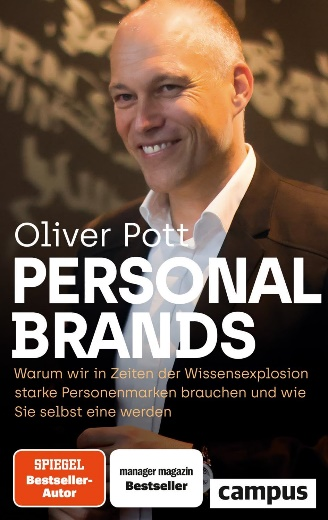 Oliver Pott
PERSONAL
BRANDS
Warum wir in Zeiten der Wissensexplosion
starke Personenmarken brauchen und wie
Sie selbst eine werden
SPIEGEL
Bestseller-
Autor
manager magazin
Bestseller
campus